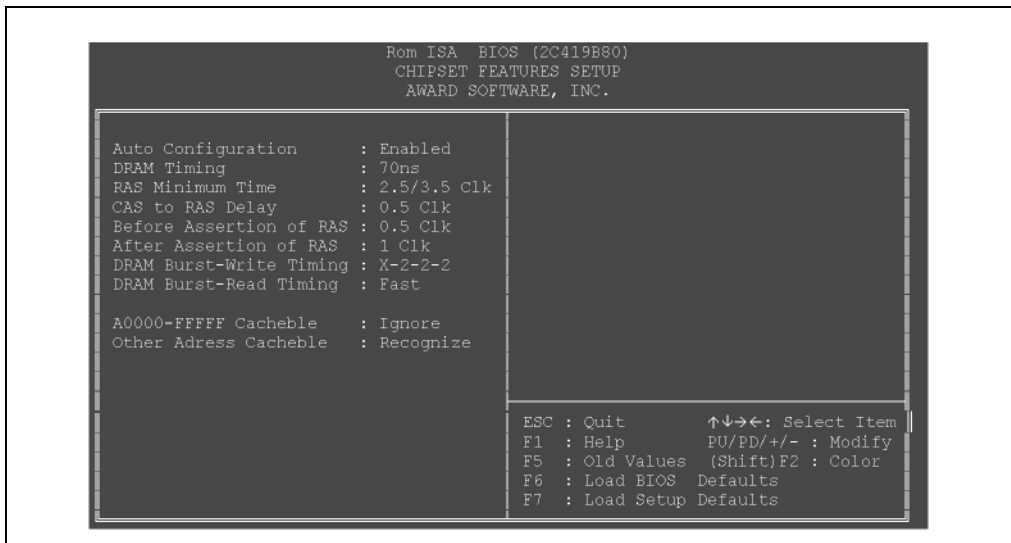 Rom ISA BIOS (2C419B80)
CHIPSET FEATURES SETUP
AWARD SOFTWARE, INC.
Auto Configuration : Enabled
DRAM Timing : 70ns
RAS Minimum Time : 2.5/3.5 Clk
CAS to RAS Delay : 0.5 Clk
Before Assertion of RAS : 0.5 Clk
After Assertion of RAS : 1 Clk
DRAM Burst-Write Timing : X-2-2-2
DRAM Burst-Read Timing : Fast
A0000-FFFFF Cacheble : Ignore
Other Adress Cacheble : Recognize
ESC : Quit ↑↓→←: Select Item
F1 : Help PU/PD/+/- : Modify
F5 : Old Values (Shift)F2 : Color
F6 : Load BIOS Defaults
F7 : Load Setup Defaults